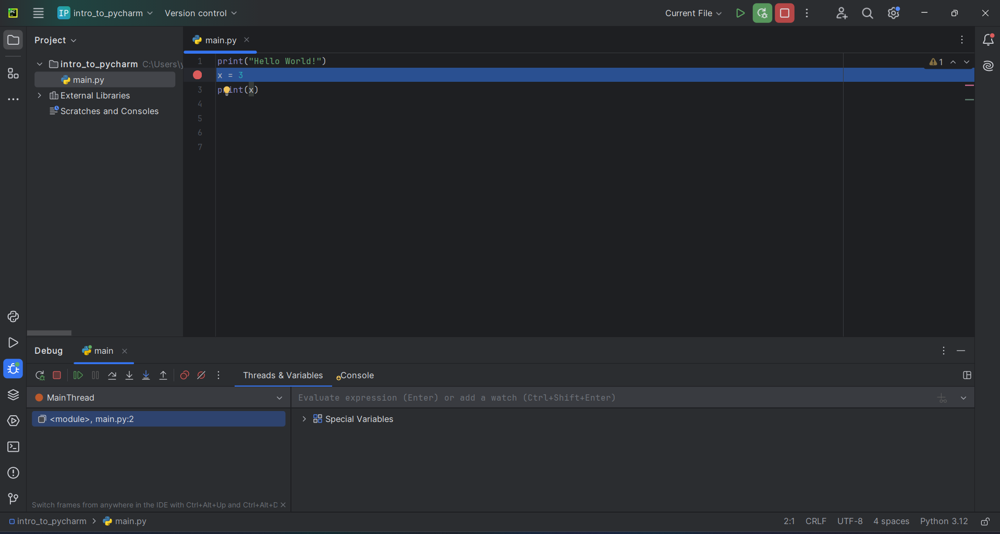 IP intro_to_pycharm Version control Current File
Project
main.py
intro_to_pycharm C:\Users\y
main.py
External Libraries
Scratches and Consoles
1 print("Hello World!")
x = 3
3 print(x)
4
5
6
7
1
Debug main
Threads & Variables Console
MainThread
Evaluate expression (Enter) or add a watch (Ctrl+Shift+Enter)
<module>, main.py:2
Special Variables
Switch frames from anywhere in the IDE with Ctrl+Alt+Up and Ctrl+Alt+D
intro_to_pycharm main.py 2:1 CRLF UTF-8 4 spaces Python 3.12